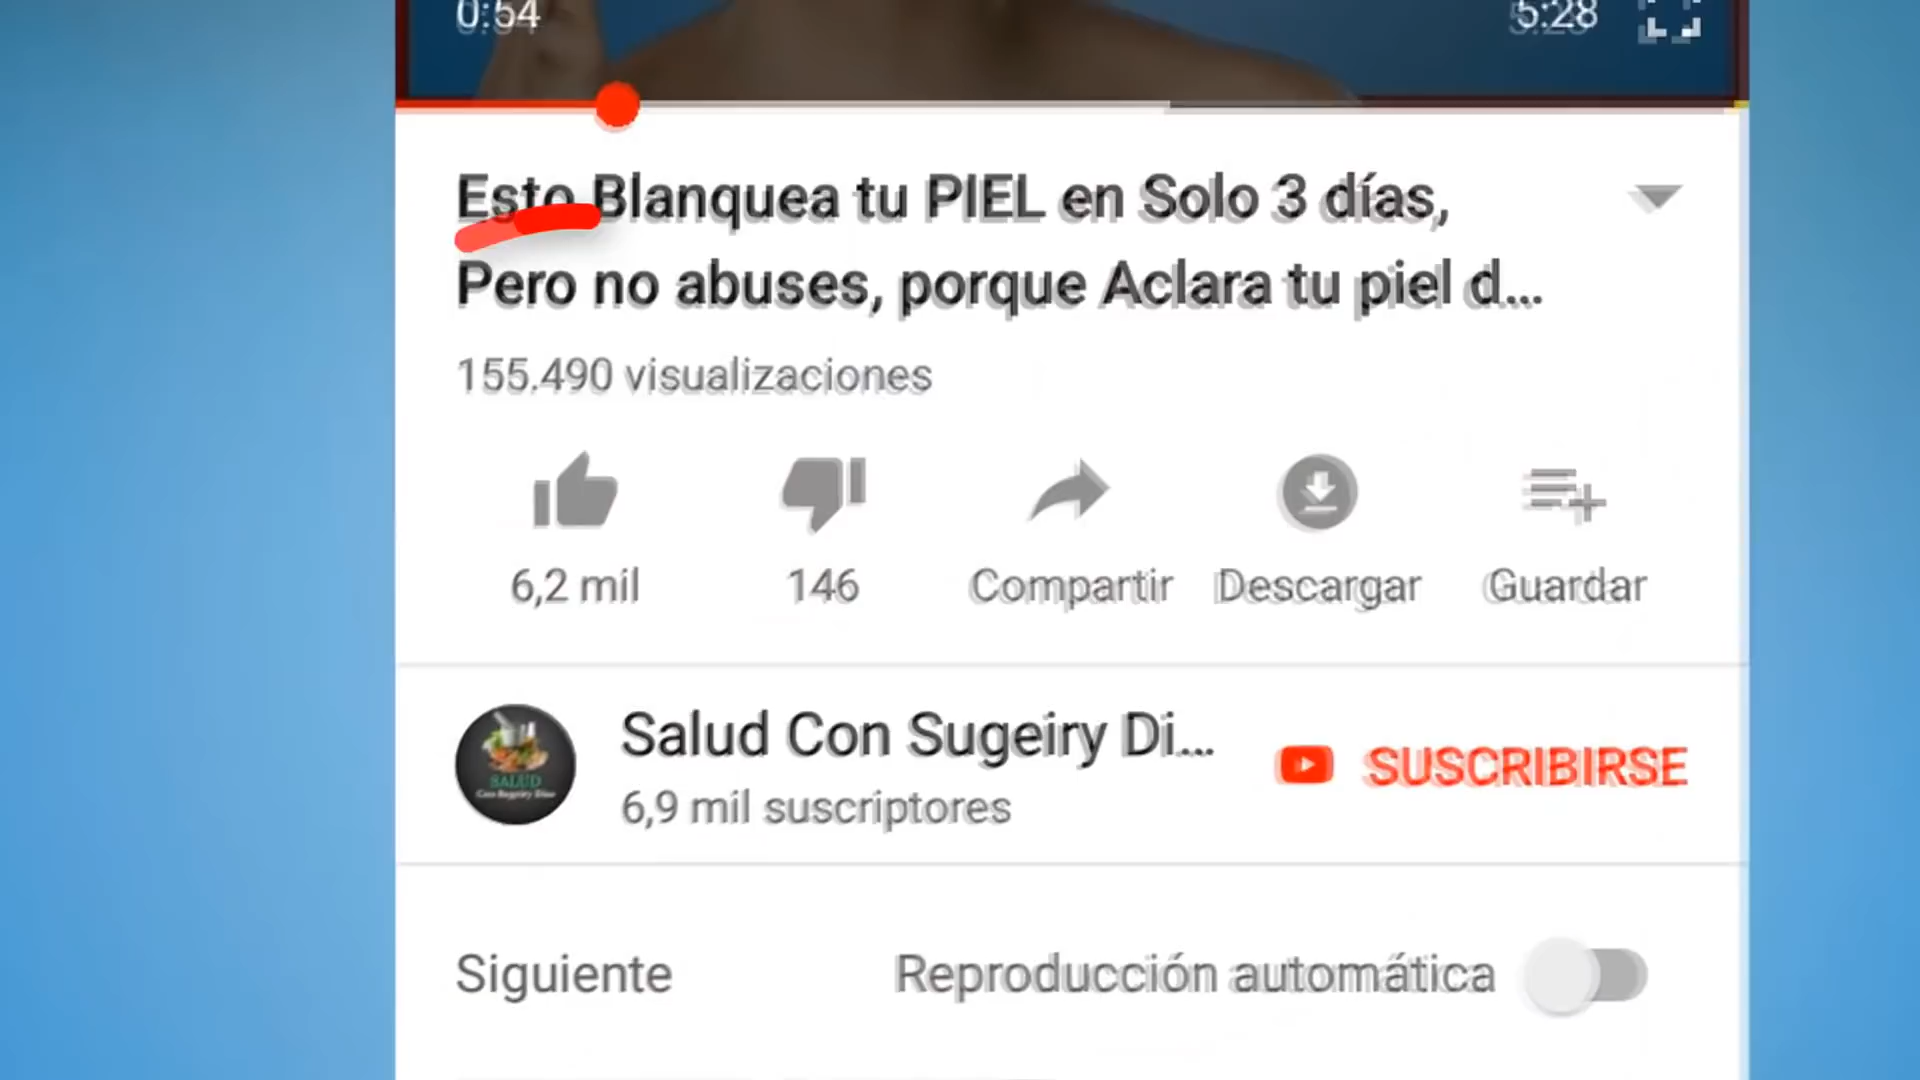 0:54
5:28
Esto Blanquea tu PIEL en Solo 3 días,
Pero no abuses, porque Aclara tu piel d...
155.490 visualizaciones
6,2 mil
146
Compartir
Descargar
Guardar
SALUD
Salud Con Sugeiry Di...
6,9 mil suscriptores
SUSCRIBIRSE
Siguiente
Reproducción automática